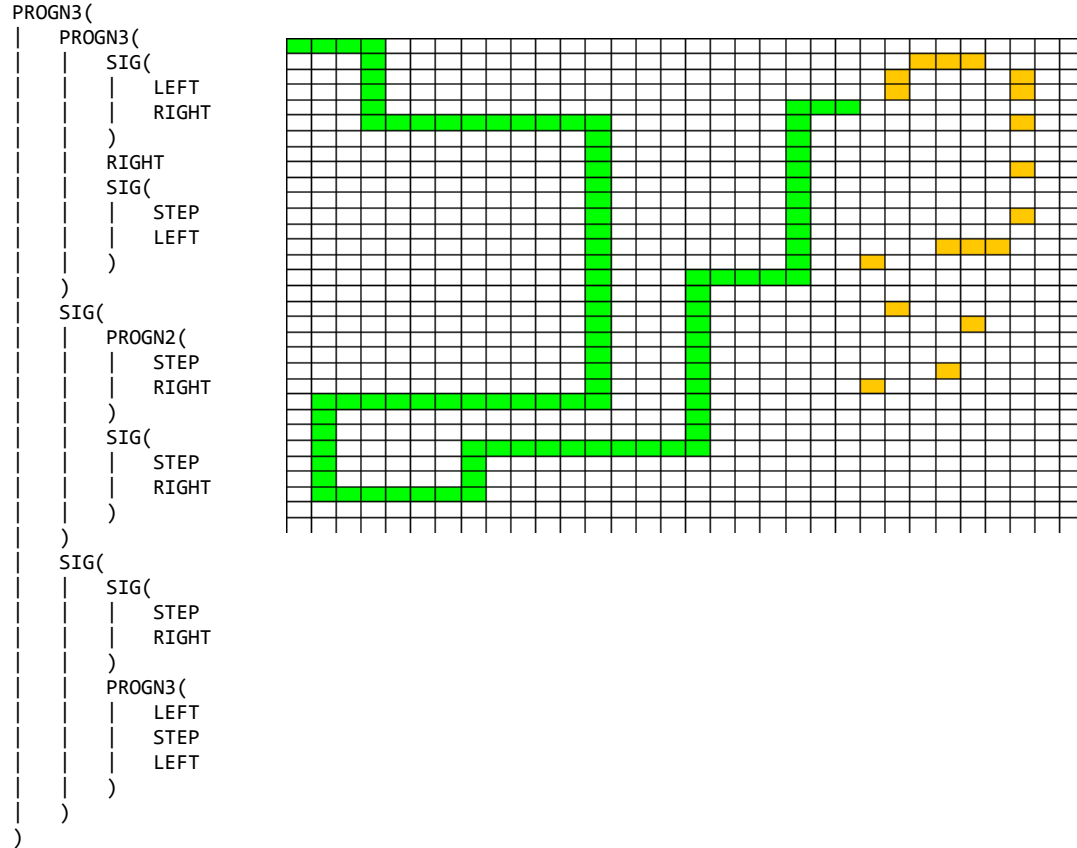 PROGN3(
|   PROGN3(
|   |   SIG(
|   |   |   LEFT
|   |   |   RIGHT
|   |   )
|   |   RIGHT
|   |   SIG(
|   |   |   STEP
|   |   |   LEFT
|   |   )
|   )
|   SIG(
|   |   PROGN2(
|   |   |   STEP
|   |   |   RIGHT
|   |   )
|   |   SIG(
|   |   |   STEP
|   |   |   RIGHT
|   |   )
|   )
|   SIG(
|   |   SIG(
|   |   |   STEP
|   |   |   RIGHT
|   |   )
|   |   PROGN3(
|   |   |   LEFT
|   |   |   STEP
|   |   |   LEFT
|   |   )
|   )
)